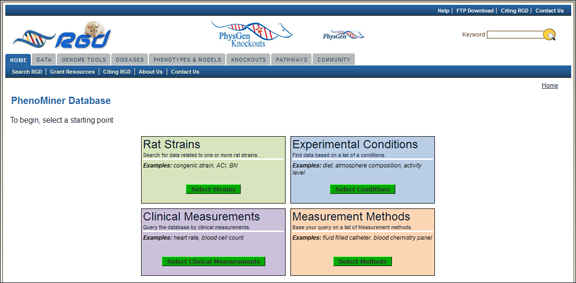 Help | FTP Download | Citing RGD | Contact Us
RGD
PhysGen
Knockouts
PhysGen
Keyword
HOME DATA GENOME TOOLS DISEASES PHENOTYPES & MODELS KNOCKOUTS PATHWAYS COMMUNITY
Search RGD | Grant Resources | Citing RGD | About Us | Contact Us
Home
PhenoMiner Database
To begin, select a starting point
Rat Strains
Search for data related to one or more rat strains.
Examples: congenic strain, ACI, BN
Select Strains
Experimental Conditions
Find data based on a list of a conditions.
Examples: diet, atmosphere composition, activity
level
Select Conditions
Clinical Measurements
Query the database by clinical measurements
Examples: heart rate, blood cell count
Select Clinical Measurements
Measurement Methods
Base your query on a list of Measurement methods.
Examples: fluid filled catheter, blood chemistry panel
Select Methods